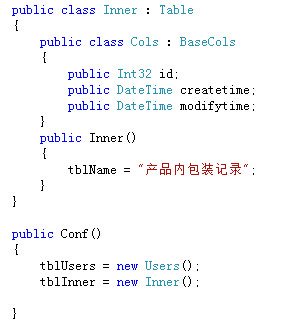 public class Inner : Table
{
    public class Cols : BaseCols
    {
        public Int32 id;
        public DateTime createtime;
        public DateTime modifytime;
    }
    public Inner()
    {
        tblName = "产品内包装记录";
    }
}

public Conf()
{
    tblUsers = new Users();
    tblInner = new Inner();

}